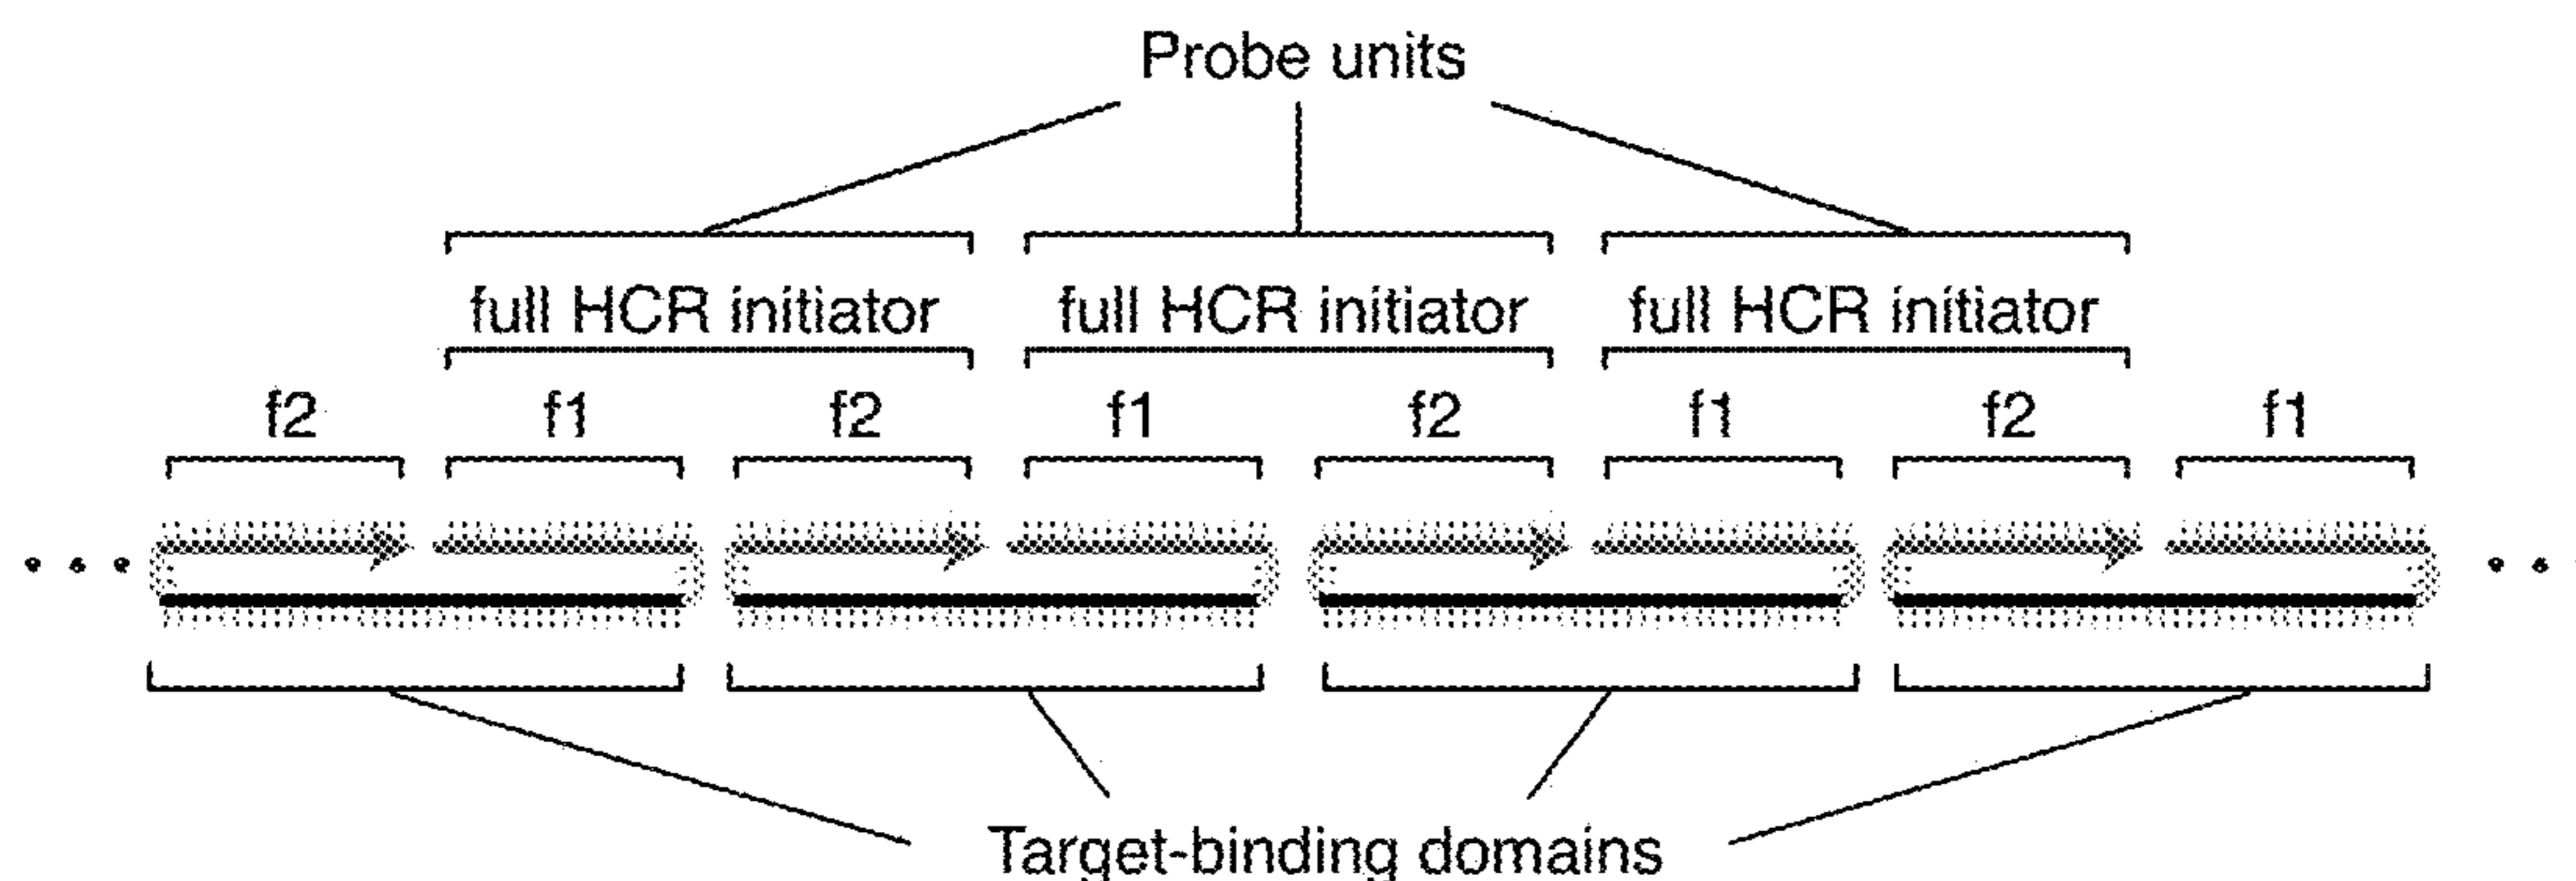 Probe units
full HCR initiator full HCR initiator full HCR initiator
f2 f1 f2 f1 f2 f1 f2 f1
Target-binding domains